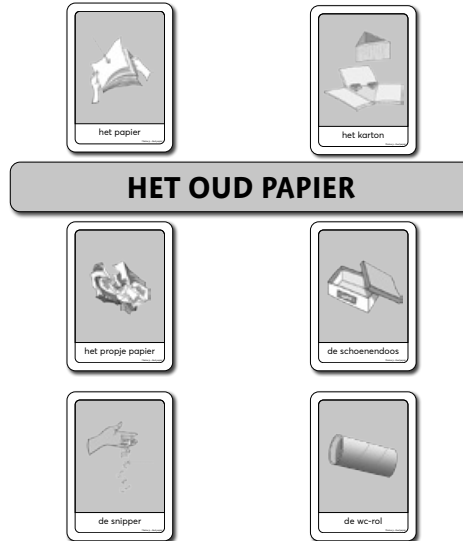 het papier
het karton
HET OUD PAPIER
het propje papier
de schoenendoos
de snipper
de wc-rol